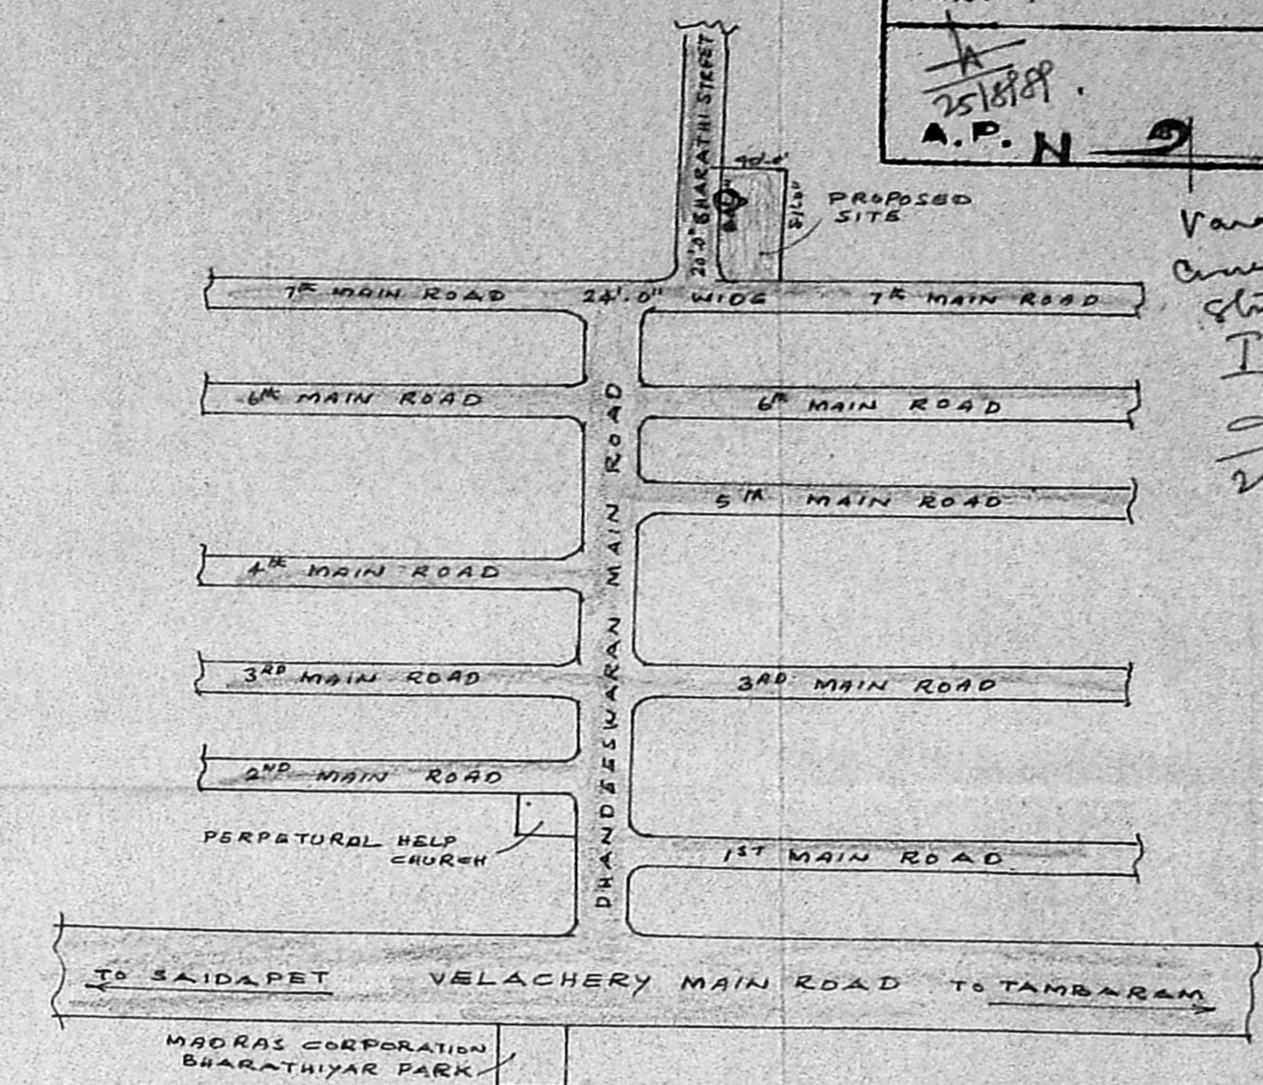 25/8/89.
A.P. N
20'.0" BHARATHI STREET
40'.0"
PROPOSED
SITE
7TH MAIN ROAD 24'.0" WIDE 7TH MAIN ROAD
6TH MAIN ROAD
6TH MAIN ROAD
5TH MAIN ROAD
4TH MAIN ROAD
3RD MAIN ROAD
3RD MAIN ROAD
2ND MAIN ROAD
DHANDEESWARAN MAIN ROAD
PERPETURAL HELP
CHURCH
1ST MAIN ROAD
TO SAIDAPET VELACHERY MAIN ROAD TO TAMBARAM
MADRAS CORPORATION
BHARATHIYAR PARK